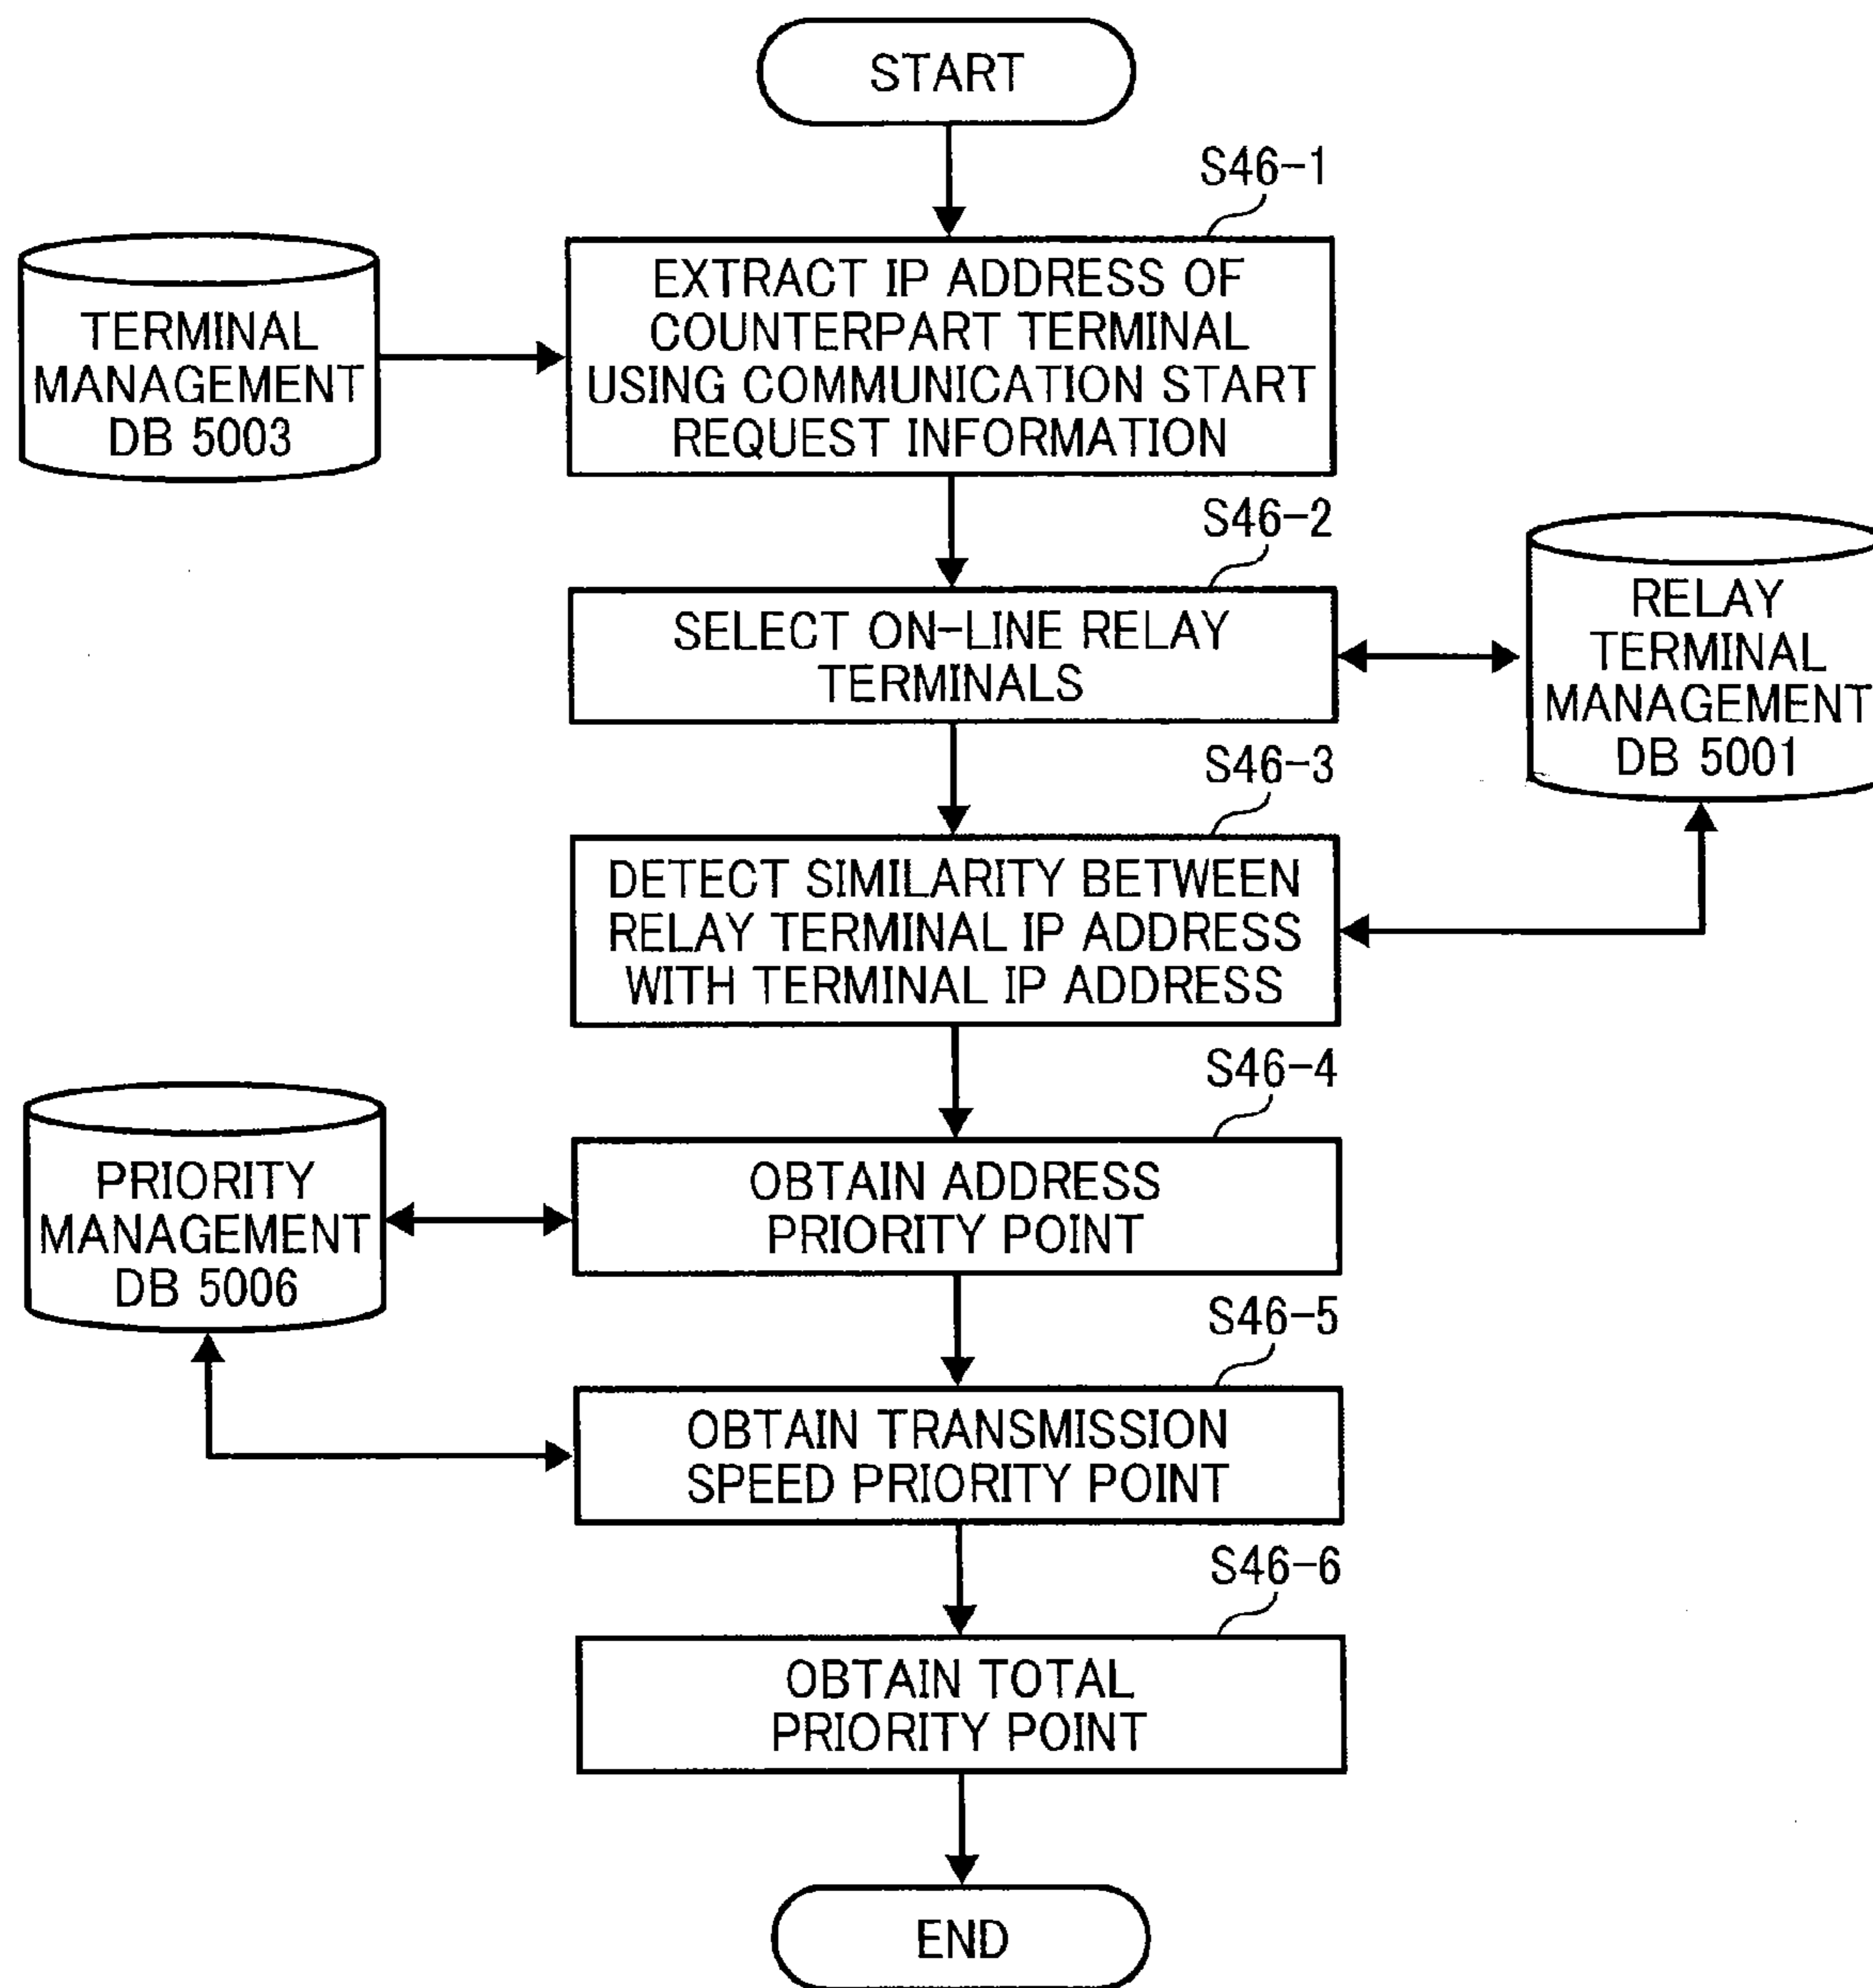 START
S46-1
TERMINAL
MANAGEMENT
DB 5003
EXTRACT IP ADDRESS OF
COUNTERPART TERMINAL
USING COMMUNICATION START
REQUEST INFORMATION
S46-2
SELECT ON-LINE RELAY
TERMINALS
RELAY
TERMINAL
MANAGEMENT
DB 5001
S46-3
DETECT SIMILARITY BETWEEN
RELAY TERMINAL IP ADDRESS
WITH TERMINAL IP ADDRESS
S46-4
PRIORITY
MANAGEMENT
DB 5006
OBTAIN ADDRESS
PRIORITY POINT
S46-5
OBTAIN TRANSMISSION
SPEED PRIORITY POINT
S46-6
OBTAIN TOTAL
PRIORITY POINT
END